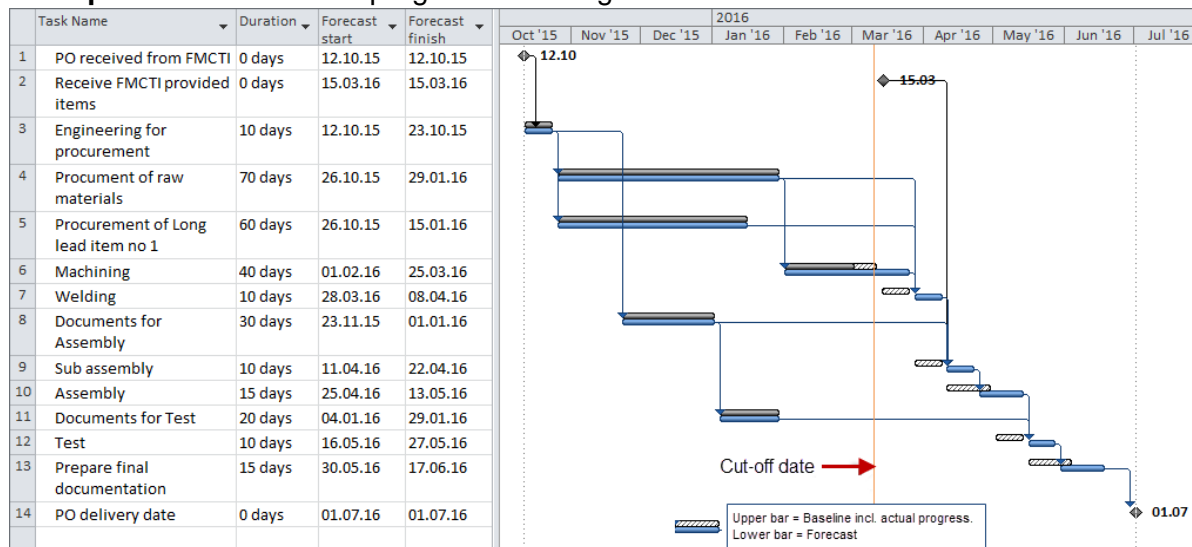 Task Name
Duration
Forecast
start
Forecast
finish
2016
Oct '15
Nov '15
Dec '15
Jan '16
Feb '16
Mar '16
Apr '16
May '16
Jun '16
Jul '16
1 PO received from FMCTI 0 days 12.10.15 12.10.15
12.10
2 Receive FMCTI provided 0 days 15.03.16 15.03.16
items
15.03
3 Engineering for 10 days 12.10.15 23.10.15
procurement
4 Procument of raw 70 days 26.10.15 29.01.16
materials
5 Procurement of Long 60 days 26.10.15 15.01.16
lead item no 1
6 Machining 40 days 01.02.16 25.03.16
7 Welding 10 days 28.03.16 08.04.16
8 Documents for 30 days 23.11.15 01.01.16
Assembly
9 Sub assembly 10 days 11.04.16 22.04.16
10 Assembly 15 days 25.04.16 13.05.16
11 Documents for Test 20 days 04.01.16 29.01.16
12 Test 10 days 16.05.16 27.05.16
13 Prepare final 15 days 30.05.16 17.06.16
documentation
Cut-off date
14 PO delivery date 0 days 01.07.16 01.07.16
01.07
Upper bar = Baseline incl. actual progress.
Lower bar = Forecast